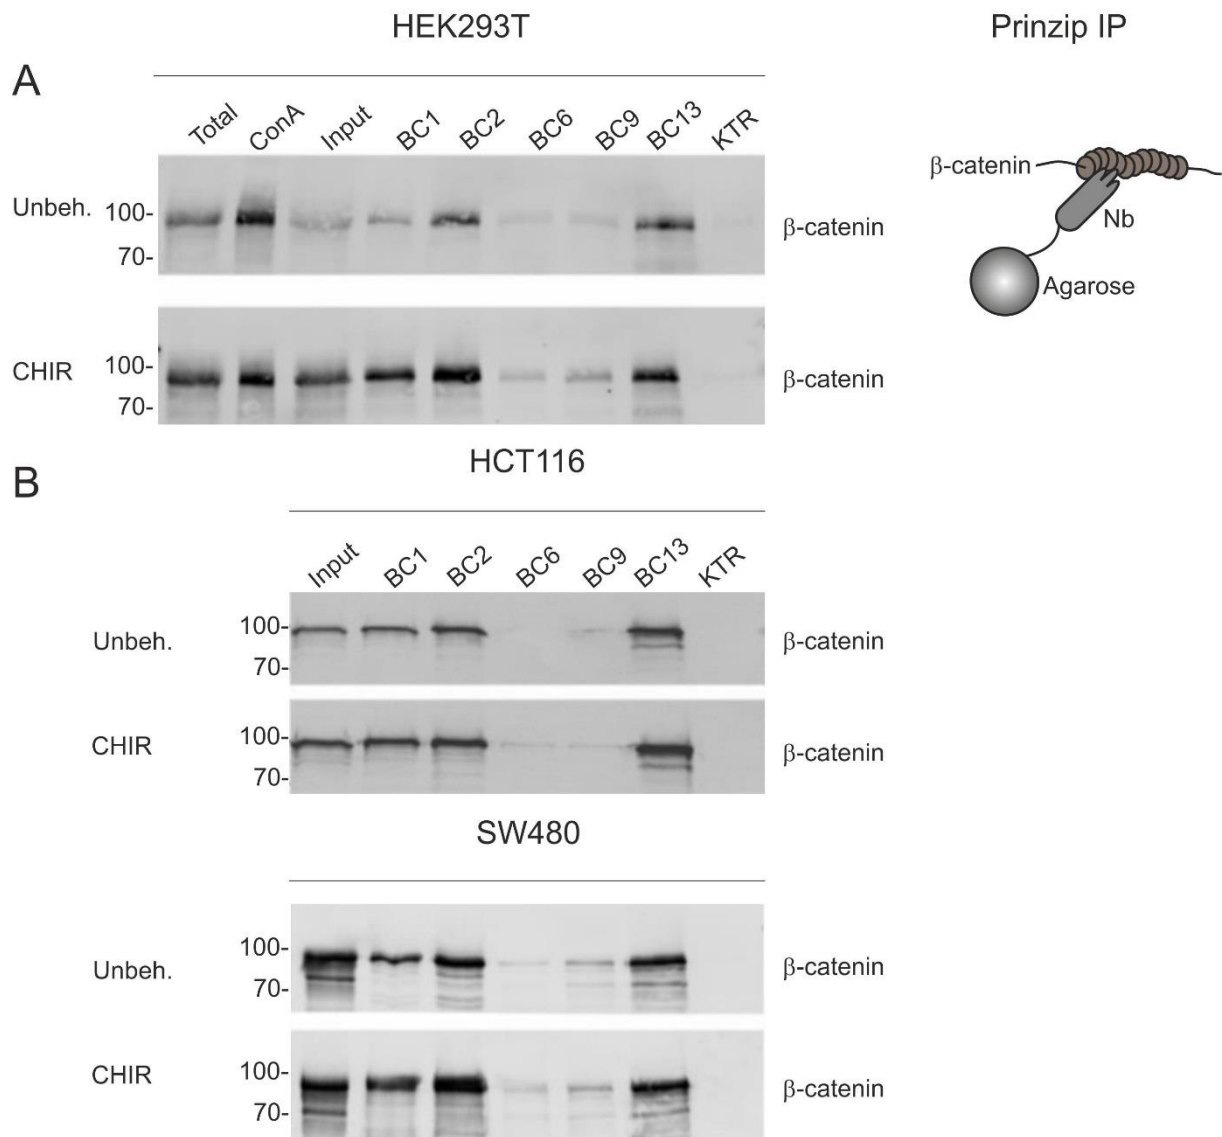 HEK293T
Prinzip IP
A
Total ConA Input BC1 BC2 BC6 BC9 BC13 KTR
Unbeh. 100- β-catenin
70-
CHIR 100- β-catenin
70-
β-catenin
Nb
Agarose
HCT116
B
Input BC1 BC2 BC6 BC9 BC13 KTR
Unbeh. 100- β-catenin
70-
CHIR 100- β-catenin
70-
SW480
Unbeh. 100- β-catenin
70-
CHIR 100- β-catenin
70-